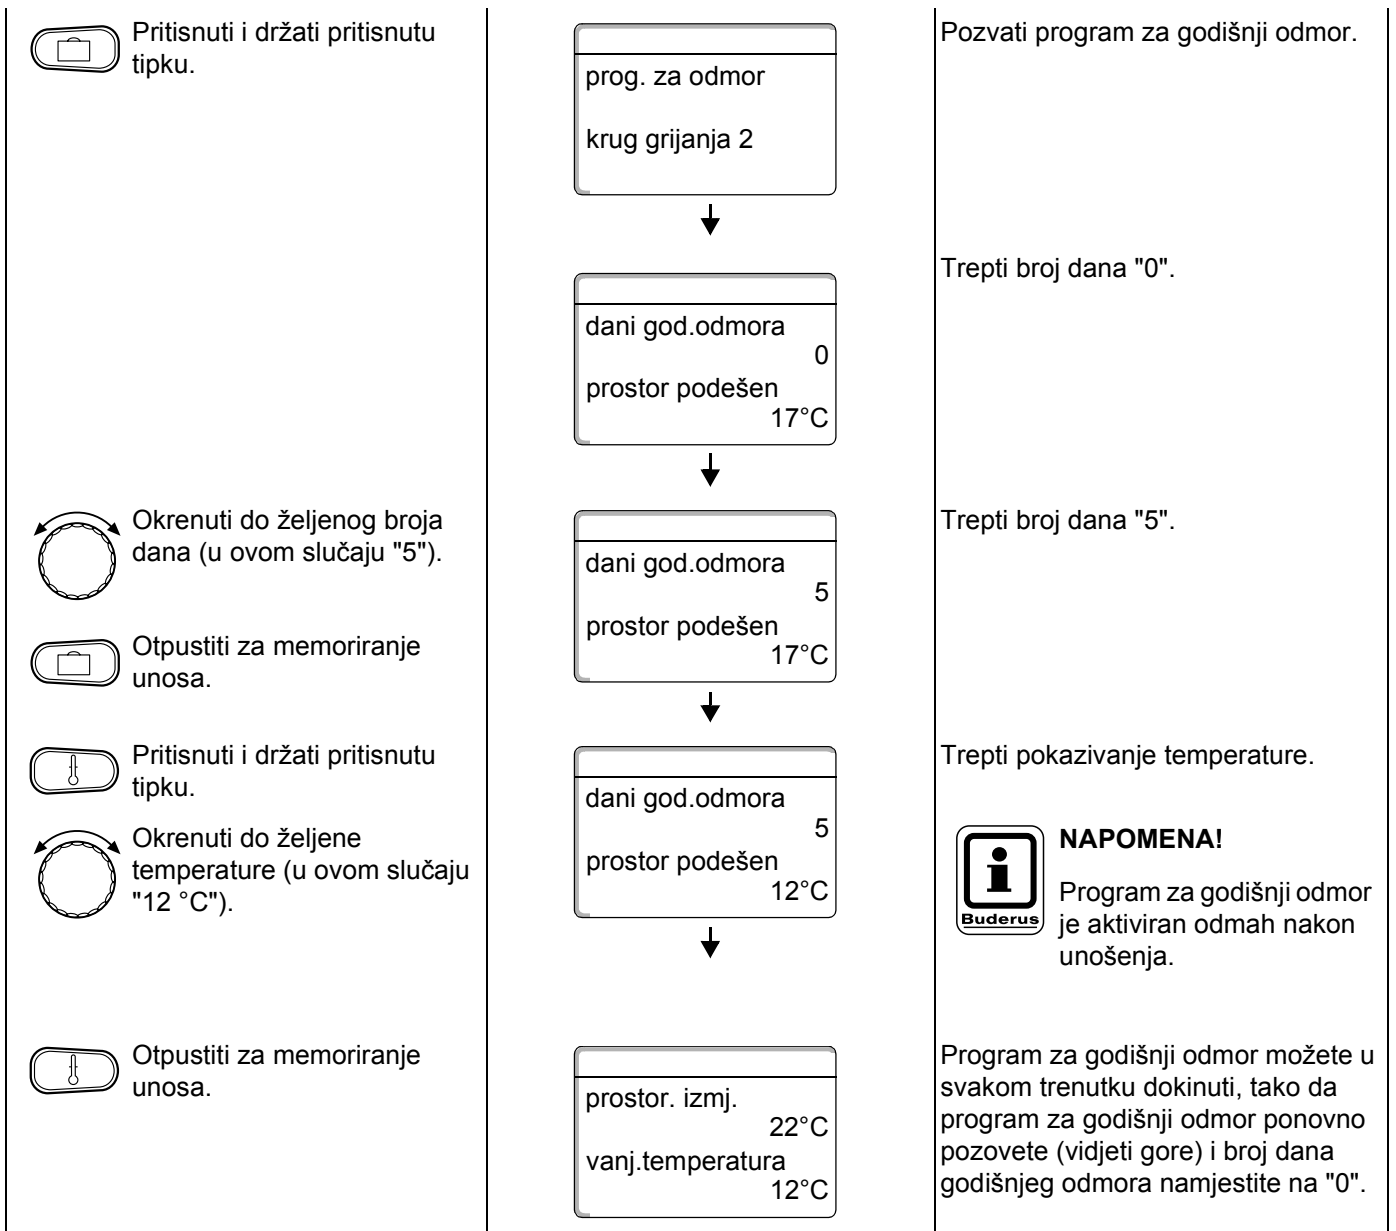 Pritisnuti i držati pritisnutu
tipku.
prog. za odmor
krug grijanja 2
Pozvati program za godišnji odmor.
dani god.odmora
0
prostor podešen
17°C
Trepti broj dana "0".
Okrenuti do željenog broja
dana (u ovom slučaju "5").
Otpustiti za memoriranje
unosa.
dani god.odmora
5
prostor podešen
17°C
Trepti broj dana "5".
Pritisnuti i držati pritisnutu
tipku.
Okrenuti do željene
temperature (u ovom slučaju
"12 °C").
dani god.odmora
5
prostor podešen
12°C
Trepti pokazivanje temperature.
Buderus
NAPOMENA!
Program za godišnji odmor
je aktiviran odmah nakon
unošenja.
Otpustiti za memoriranje
unosa.
prostor. izmj.
22°C
vanj.temperatura
12°C
Program za godišnji odmor možete u
svakom trenutku dokinuti, tako da
program za godišnji odmor ponovno
pozovete (vidjeti gore) i broj dana
godišnjeg odmora namjestite na "0".